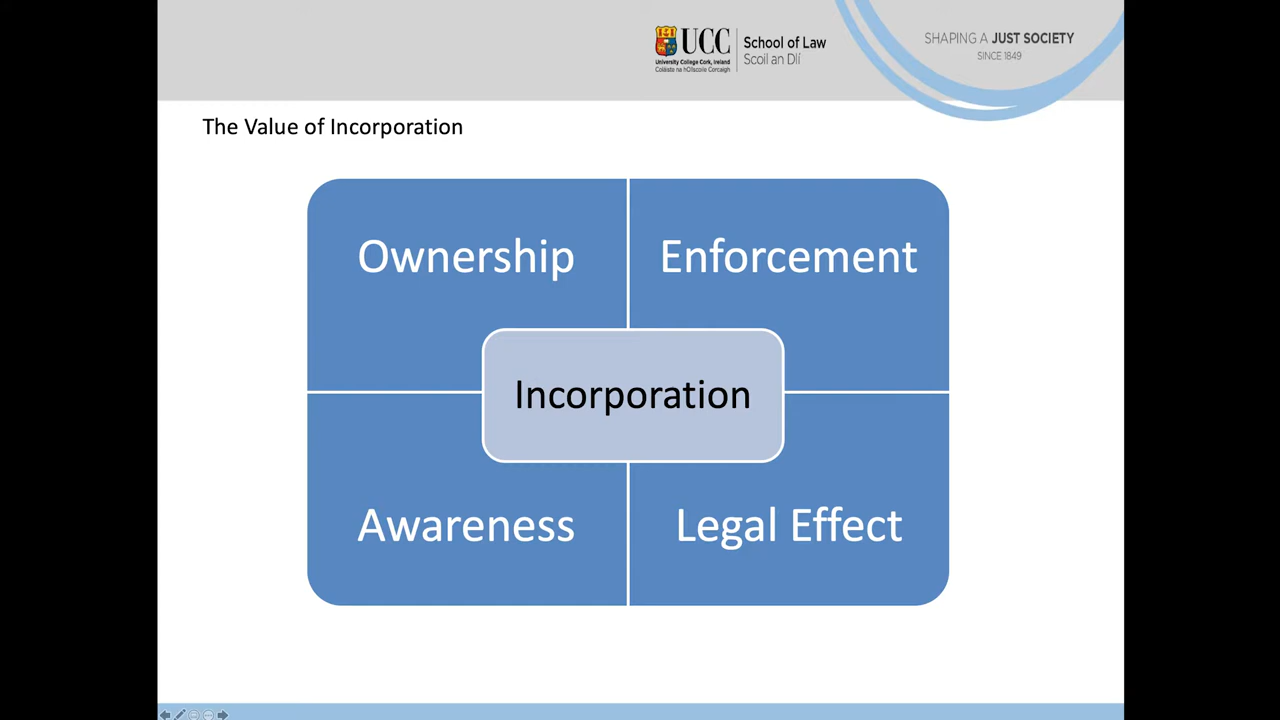 UCC
University College Cork, Ireland
Coláiste na hOllscoile Corcaigh
School of Law
Scoil an Dlí
SHAPING A JUST SOCIETY
SINCE 1849
The Value of Incorporation
Ownership
Enforcement
Incorporation
Awareness
Legal Effect